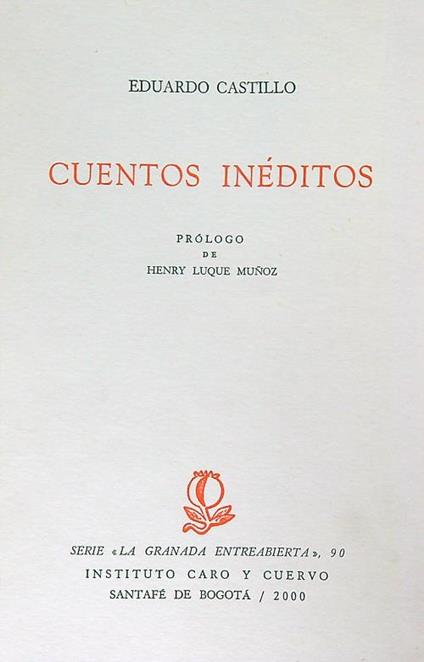 EDUARDO CASTILLO
CUENTOS INÉDITOS
PRÓLOGO
DE
HENRY LUQUE MUÑOZ
SERIE «LA GRANADA ENTREABIERTA», 90
INSTITUTO CARO Y CUERVO
SANTAFÉ DE BOGOTÁ / 2000